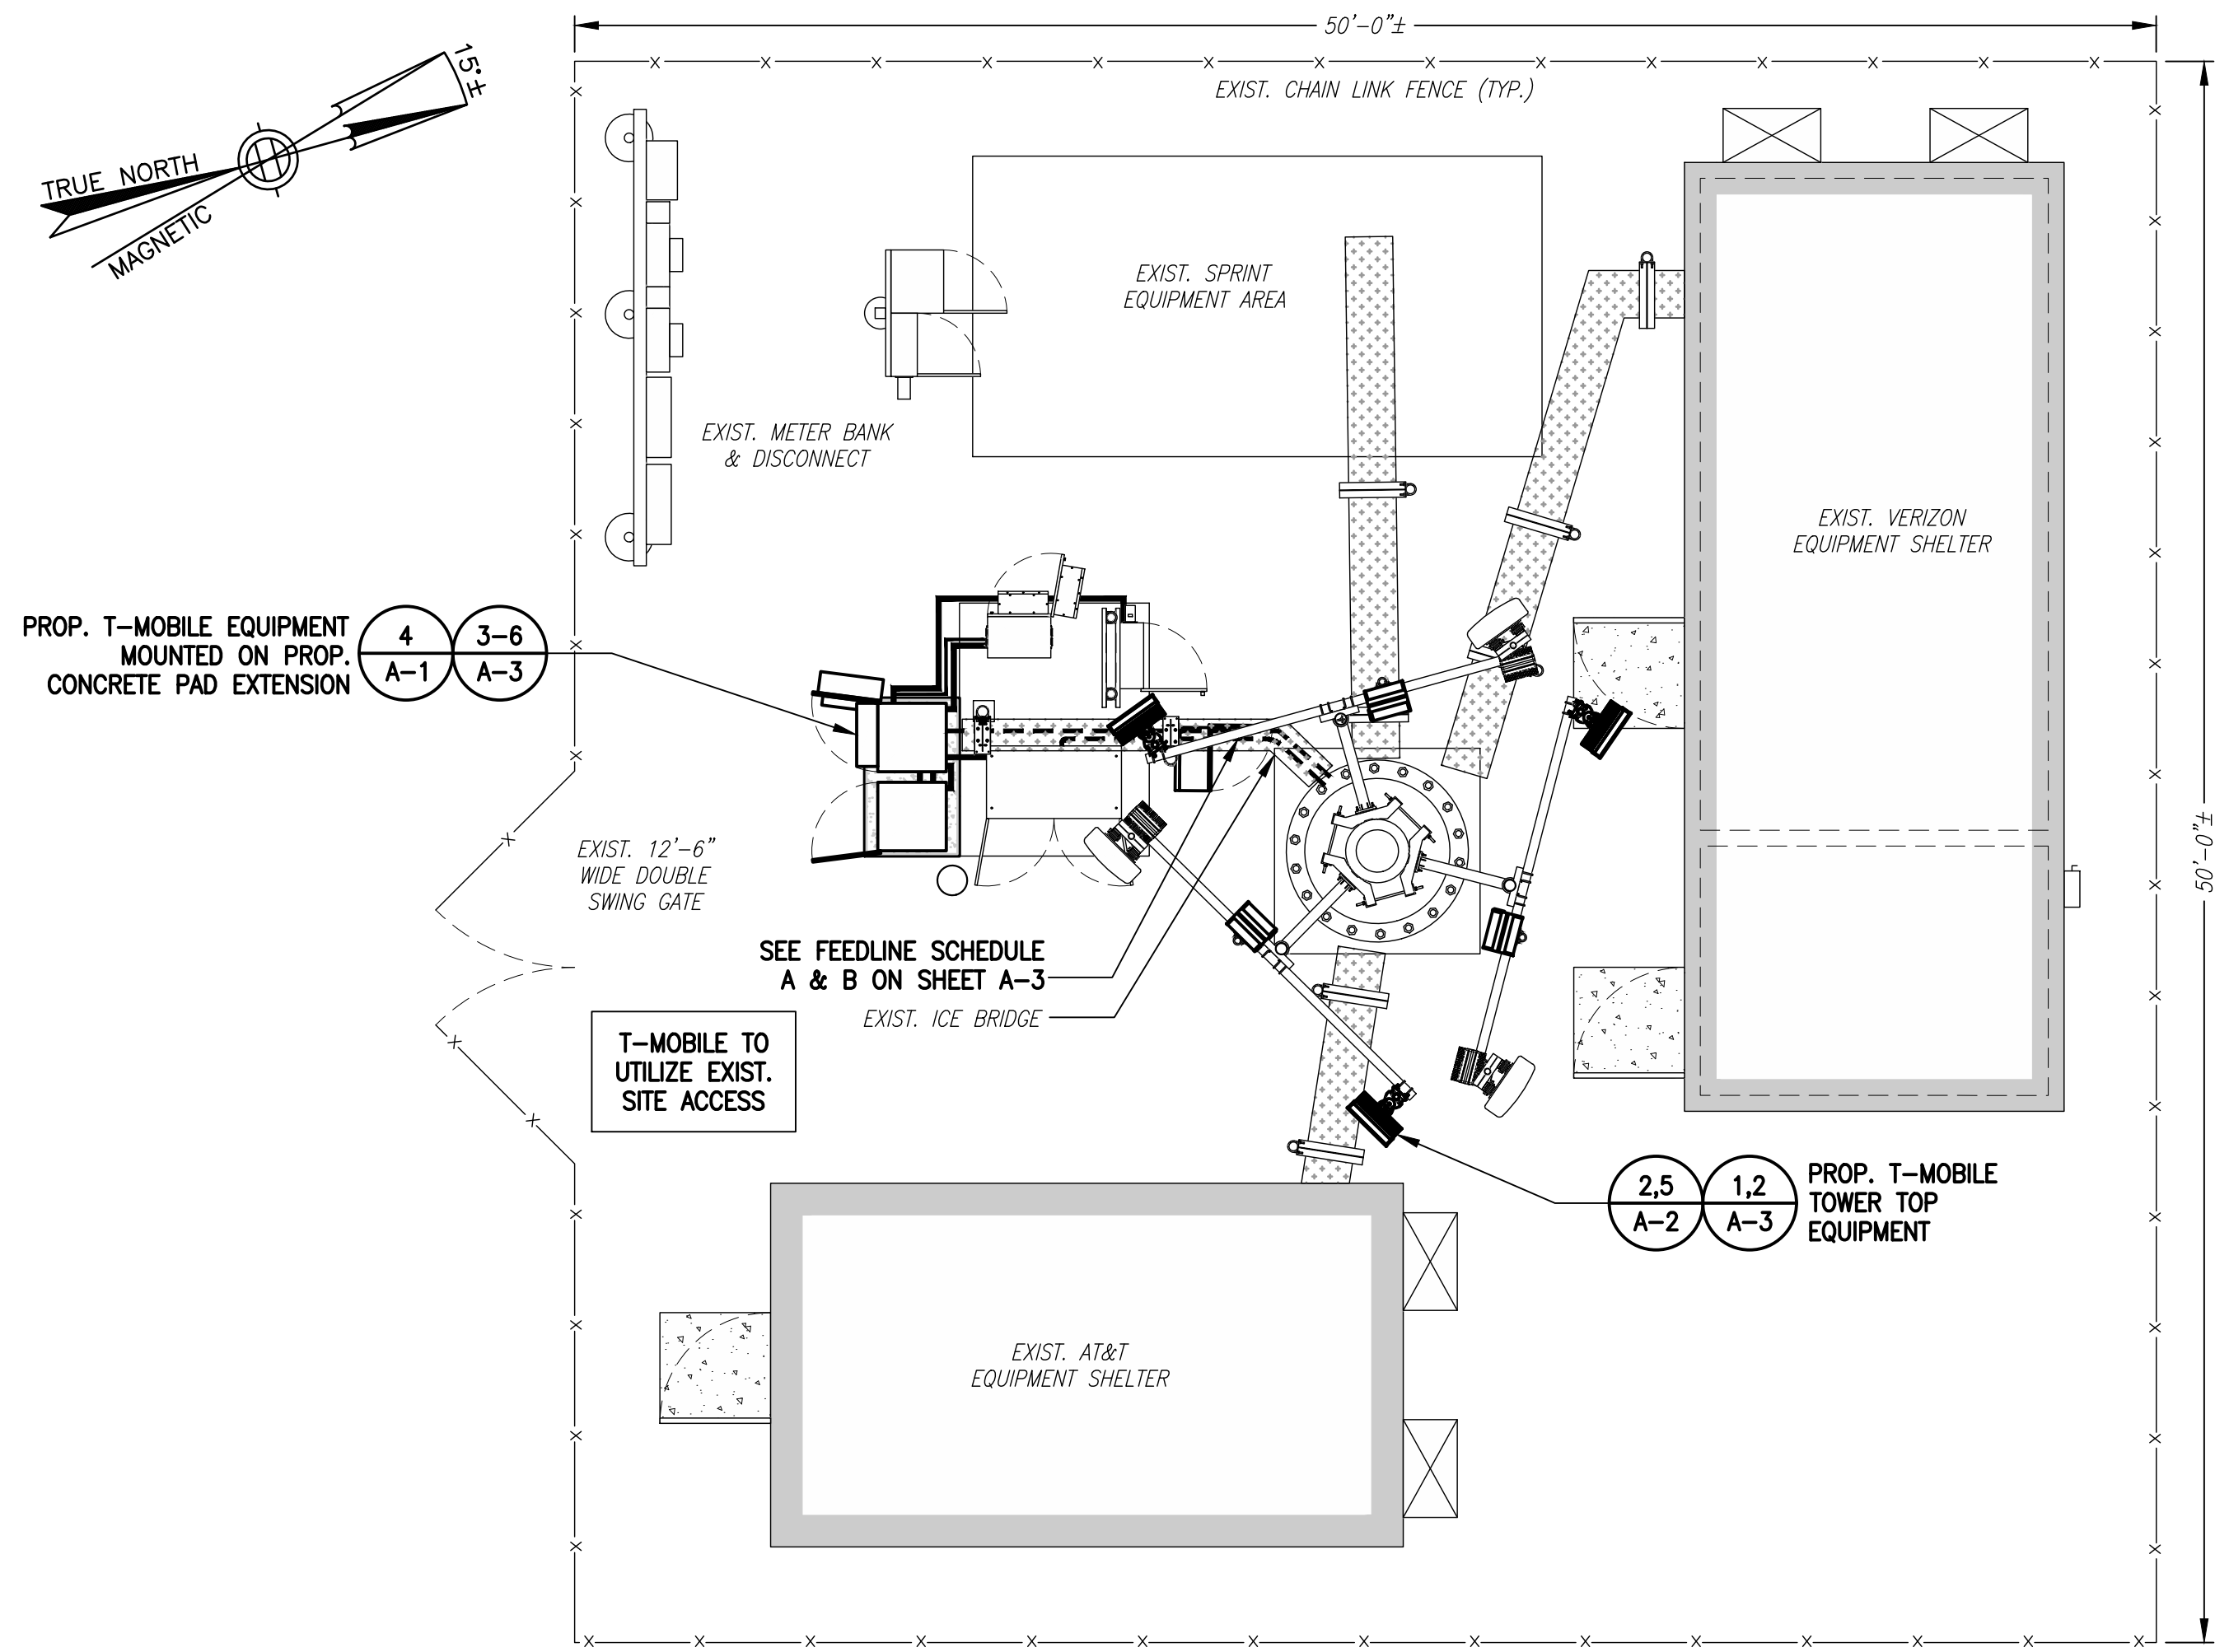 50'-0"±
15°±
TRUE NORTH
MAGNETIC
EXIST. CHAIN LINK FENCE (TYP.)
EXIST. SPRINT
EQUIPMENT AREA
EXIST. METER BANK
& DISCONNECT
EXIST. VERIZON
EQUIPMENT SHELTER
PROP. T-MOBILE EQUIPMENT
MOUNTED ON PROP.
CONCRETE PAD EXTENSION
4
A-1
3-6
A-3
EXIST. 12'-6"
WIDE DOUBLE
SWING GATE
50'-0"±
SEE FEEDLINE SCHEDULE
A & B ON SHEET A-3
EXIST. ICE BRIDGE
T-MOBILE TO
UTILIZE EXIST.
SITE ACCESS
2,5
A-2
1,2
A-3
PROP. T-MOBILE
TOWER TOP
EQUIPMENT
EXIST. AT&T
EQUIPMENT SHELTER